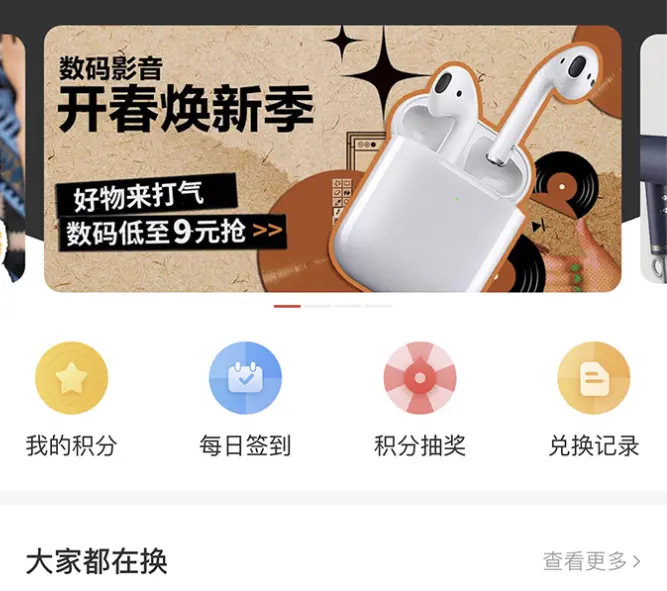 数码影音
开春焕新季
好物来打气
数码低至9元抢 >>
我的积分
每日签到
积分抽奖
兑换记录
大家都在换
查看更多 >